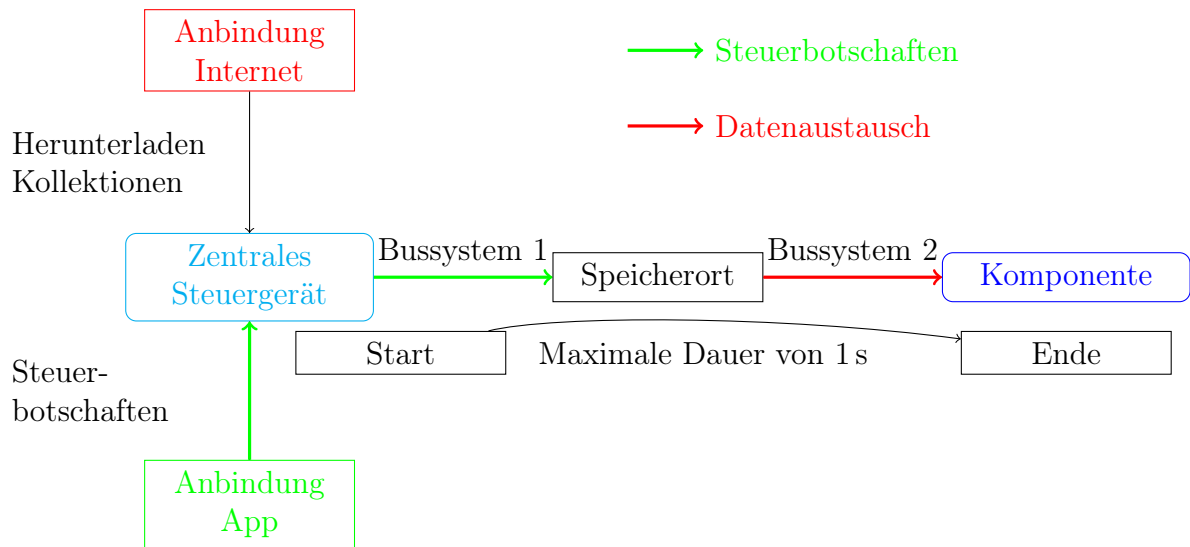 Anbindung
Internet
Steuerbotschaften
Datenaustausch
Herunterladen
Kollektionen
Zentrales
Steuergerät
Bussystem 1
Speicherort
Bussystem 2
Komponente
Start
Maximale Dauer von 1 s
Ende
Steuer-
botschaften
Anbindung
App